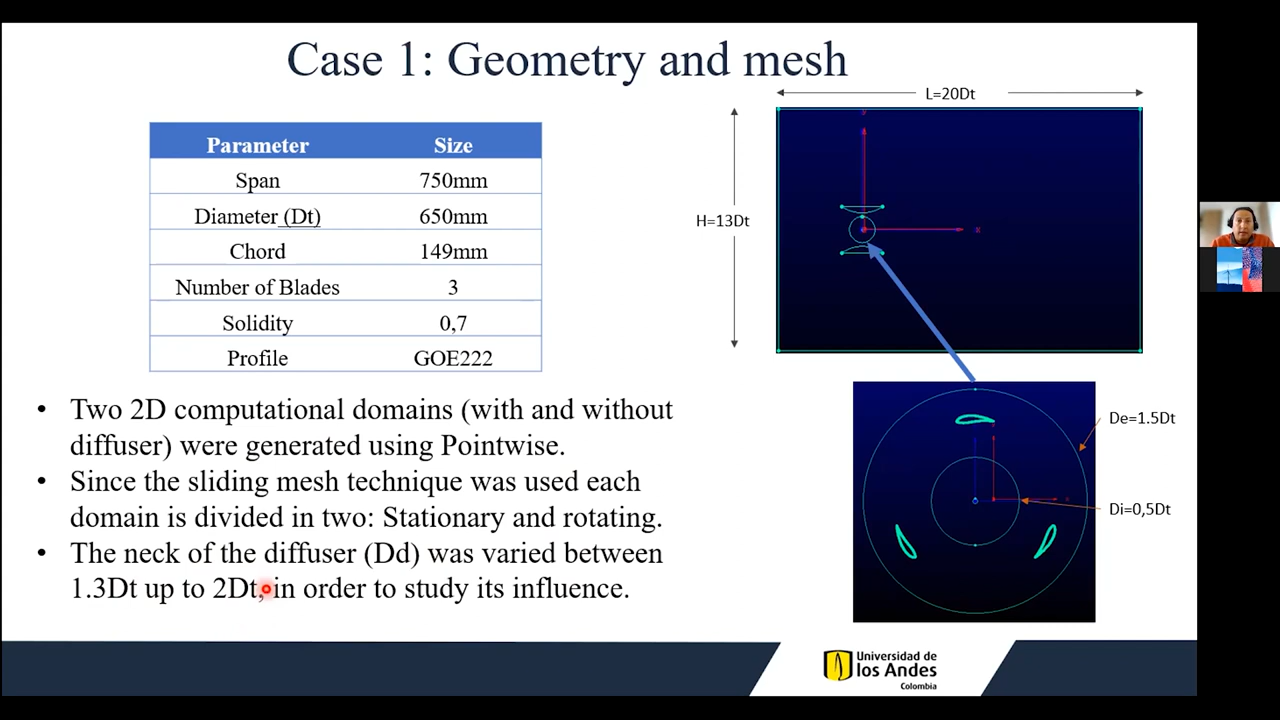 Case 1: Geometry and mesh
Parameter Size
Span 750mm
Diameter (Dt) 650mm
Chord 149mm
Number of Blades 3
Solidity 0,7
Profile GOE222
• Two 2D computational domains (with and without
diffuser) were generated using Pointwise.
• Since the sliding mesh technique was used each
domain is divided in two: Stationary and rotating.
• The neck of the diffuser (Dd) was varied between
1.3Dt up to 2Dt, in order to study its influence.
L=20Dt
H=13Dt
y
x
De=1.5Dt
Di=0,5Dt
Universidad de
los Andes
Colombia